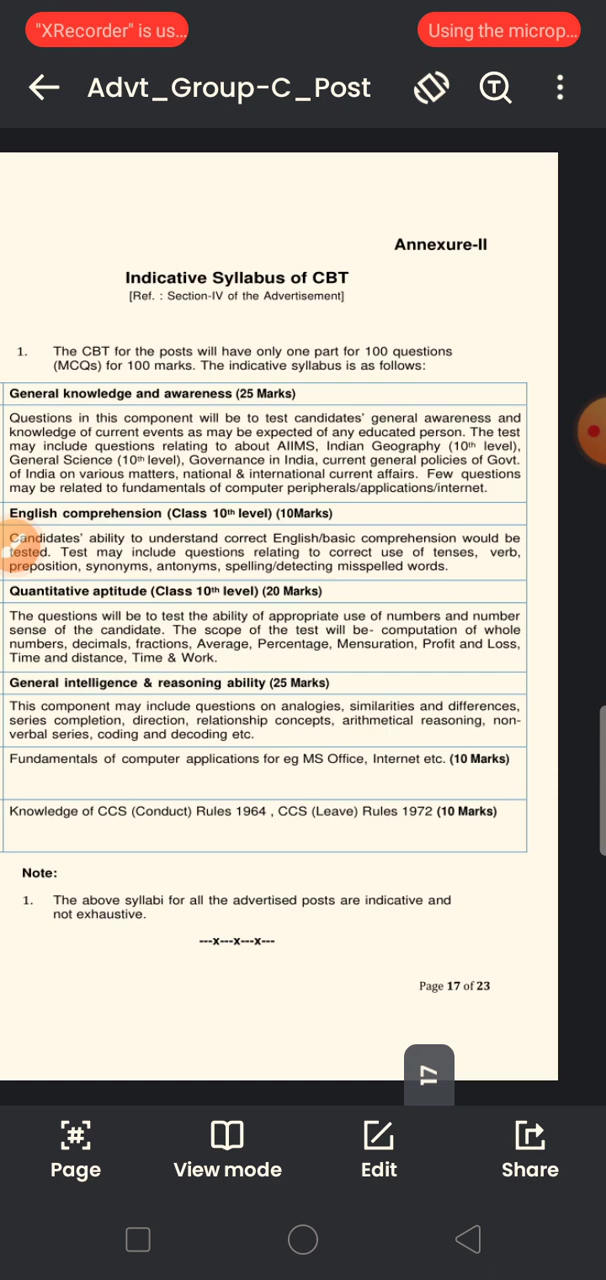 "XRecorder" is us...
Using the microp...
Advt_Group-C_Post
Annexure-II
Indicative Syllabus of CBT
[Ref. : Section-IV of the Advertisement]
1. The CBT for the posts will have only one part for 100 questions
(MCQs) for 100 marks. The indicative syllabus is as follows:
General knowledge and awareness (25 Marks)
Questions in this component will be to test candidates' general awareness and
knowledge of current events as may be expected of any educated person. The test
may include questions relating to about AIIMS, Indian Geography (10th level),
General Science (10th level), Governance in India, current general policies of Govt.
of India on various matters, national & international current affairs. Few questions
may be related to fundamentals of computer peripherals/applications/internet.
English comprehension (Class 10th level) (10Marks)
Candidates' ability to understand correct English/basic comprehension would be
tested. Test may include questions relating to correct use of tenses, verb,
preposition, synonyms, antonyms, spelling/detecting misspelled words.
Quantitative aptitude (Class 10th level) (20 Marks)
The questions will be to test the ability of appropriate use of numbers and number
sense of the candidate. The scope of the test will be- computation of whole
numbers, decimals, fractions, Average, Percentage, Mensuration, Profit and Loss,
Time and distance, Time & Work.
General intelligence & reasoning ability (25 Marks)
This component may include questions on analogies, similarities and differences,
series completion, direction, relationship concepts, arithmetical reasoning, non-
verbal series, coding and decoding etc.
Fundamentals of computer applications for eg MS Office, Internet etc. (10 Marks)
Knowledge of CCS (Conduct) Rules 1964 , CCS (Leave) Rules 1972 (10 Marks)
Note:
1. The above syllabi for all the advertised posts are indicative and
not exhaustive.
---x---x---x---
Page 17 of 23
17
Page
View mode
Edit
Share